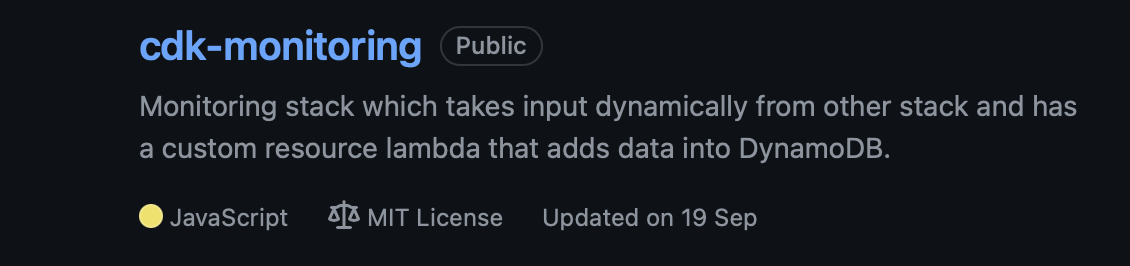 cdk-monitoring Public
Monitoring stack which takes input dynamically from other stack and has
a custom resource lambda that adds data into DynamoDB.
JavaScript MIT License Updated on 19 Sep